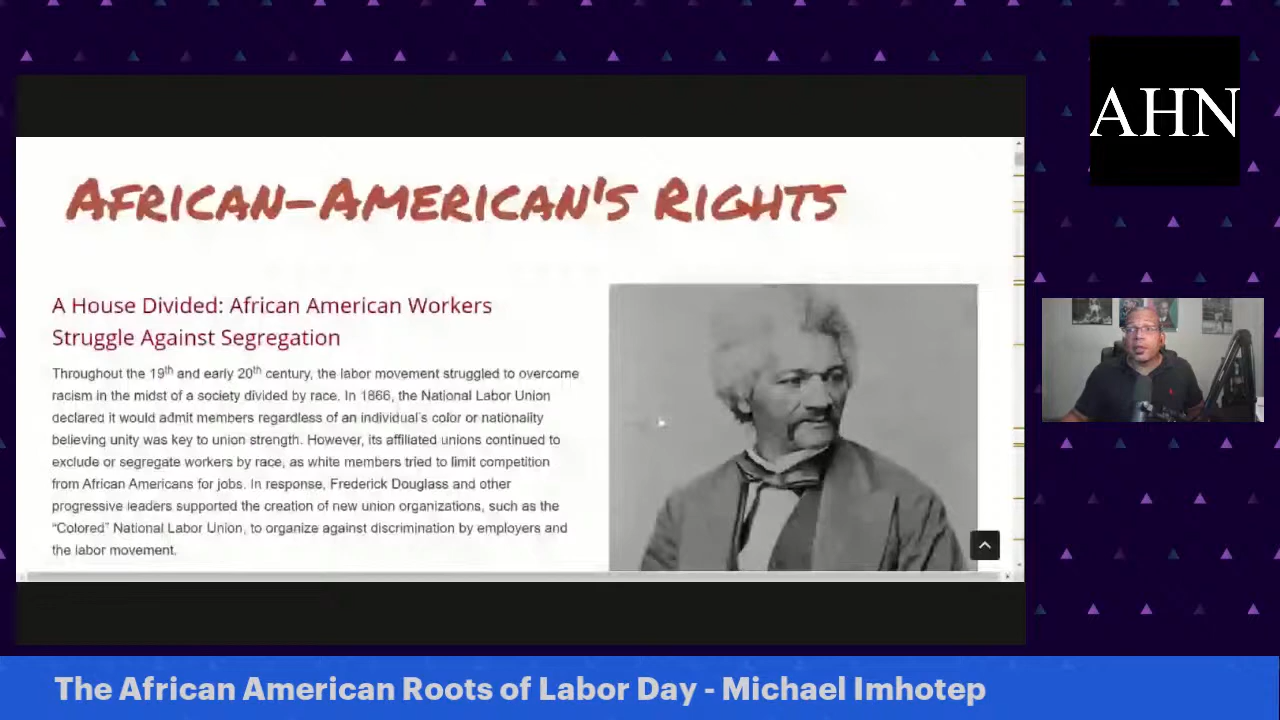 AHN
AFRICAN-AMERICAN'S RIGHTS
A House Divided: African American Workers
Struggle Against Segregation
Throughout the 19th and early 20th century, the labor movement struggled to overcome
racism in the midst of a society divided by race. In 1866, the National Labor Union
declared it would admit members regardless of an individual's color or nationality
believing unity was key to union strength. However, its affiliated unions continued to
exclude or segregate workers by race, as white members tried to limit competition
from African Americans for jobs. In response, Frederick Douglass and other
progressive leaders supported the creation of new union organizations, such as the
“Colored” National Labor Union, to organize against discrimination by employers and
the labor movement.
The African American Roots of Labor Day - Michael Imhotep